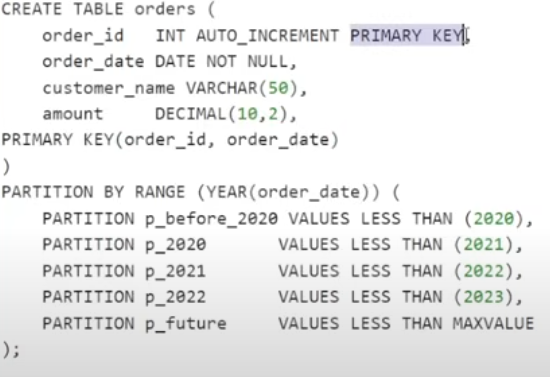 CREATE TABLE orders (
    order_id   INT AUTO_INCREMENT PRIMARY KEY,
    order_date DATE NOT NULL,
    customer_name VARCHAR(50),
    amount     DECIMAL(10,2),
PRIMARY KEY(order_id, order_date)
)
PARTITION BY RANGE (YEAR(order_date)) (
    PARTITION p_before_2020 VALUES LESS THAN (2020),
    PARTITION p_2020       VALUES LESS THAN (2021),
    PARTITION p_2021       VALUES LESS THAN (2022),
    PARTITION p_2022       VALUES LESS THAN (2023),
    PARTITION p_future     VALUES LESS THAN MAXVALUE
);